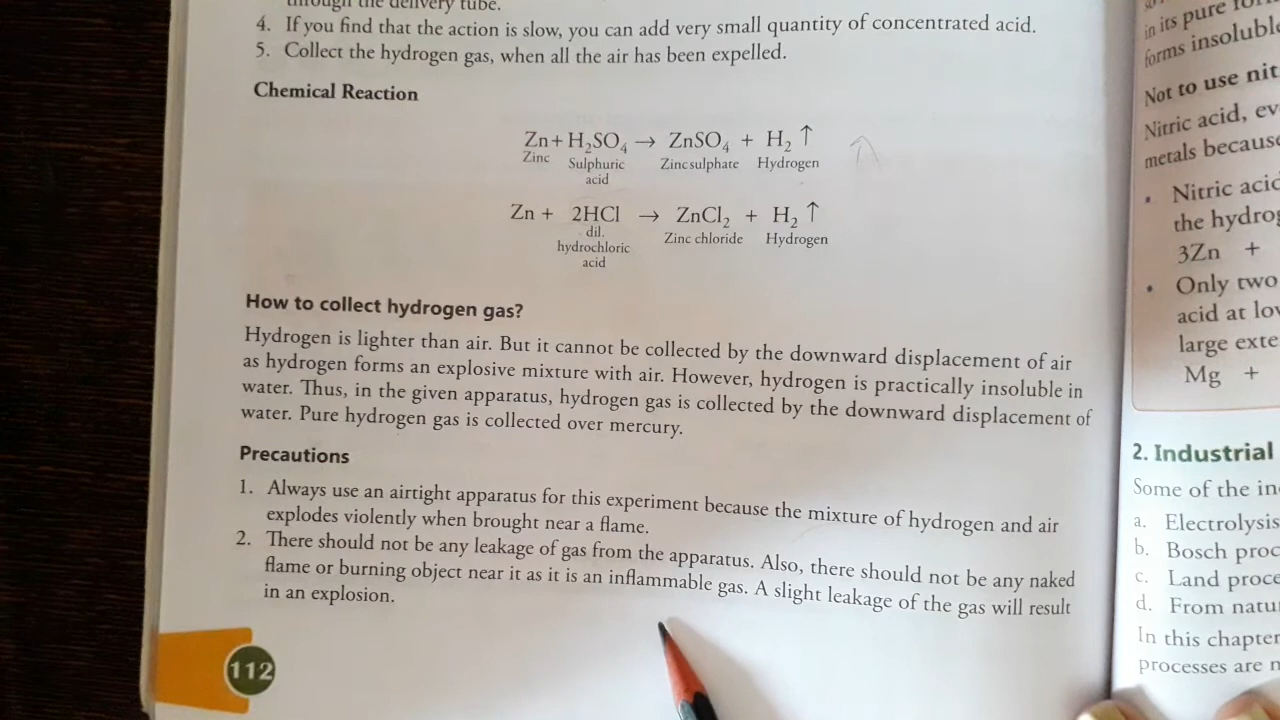 through the delivery tube.
4. If you find that the action is slow, you can add very small quantity of concentrated acid.
5. Collect the hydrogen gas, when all the air has been expelled.
Chemical Reaction
Zn + H₂SO₄ → ZnSO₄ + H₂ ↑
Zinc Sulphuric Zinc sulphate Hydrogen
acid
Zn + 2HCl → ZnCl₂ + H₂ ↑
dil. Zinc chloride Hydrogen
hydrochloric
acid
How to collect hydrogen gas?
Hydrogen is lighter than air. But it cannot be collected by the downward displacement of air
as hydrogen forms an explosive mixture with air. However, hydrogen is practically insoluble in
water. Thus, in the given apparatus, hydrogen gas is collected by the downward displacement of
water. Pure hydrogen gas is collected over mercury.
Precautions
1. Always use an airtight apparatus for this experiment because the mixture of hydrogen and air
explodes violently when brought near a flame.
2. There should not be any leakage of gas from the apparatus. Also, there should not be any naked
flame or burning object near it as it is an inflammable gas. A slight leakage of the gas will result
in an explosion.
112
in its pure
forms
Not to use nit
Nitric acid, ev
metals because
• Nitric acid
the hydrog
3Zn +
• Only two
acid at lov
large exte
Mg +
2. Industrial
Some of the in
a. Electrolysis
b. Bosch proc
c. Land proce
d. From natu
In this chapter
processes are n